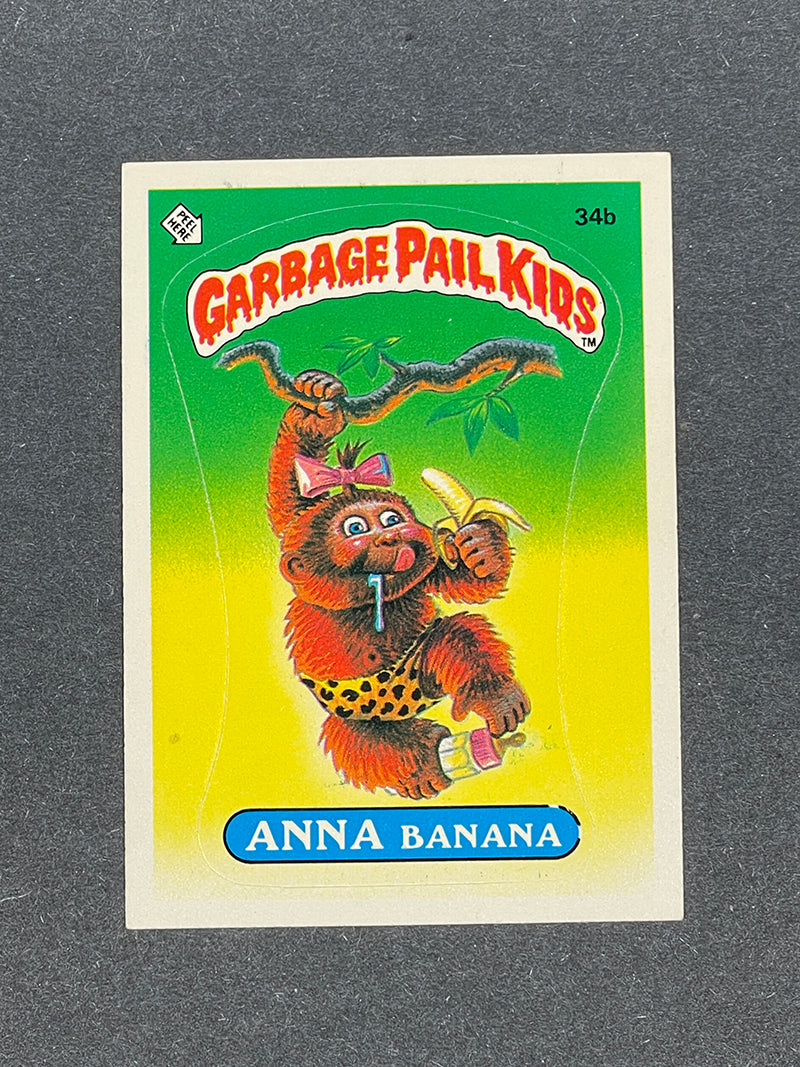 PEEL
HERE
34b
GARBAGE PAIL KIDS
TM
ANNA BANANA